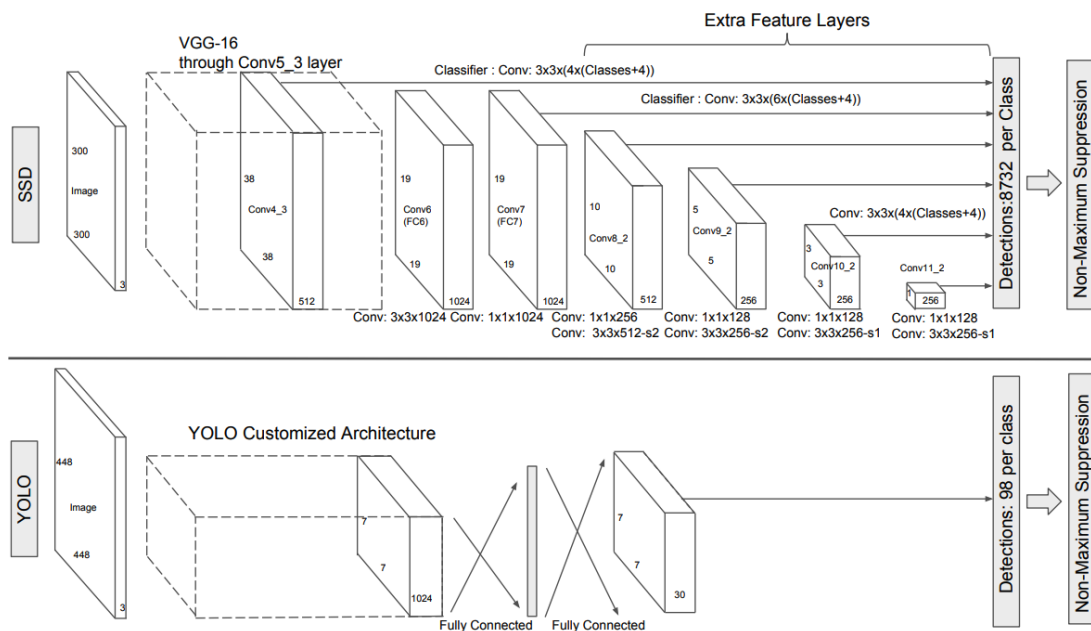 Extra Feature Layers
VGG-16
through Conv5_3 layer
Classifier : Conv: 3x3x(4x(Classes+4))
Classifier : Conv: 3x3x(6x(Classes+4))
SSD
300
Image
300
3
38
Conv4_3
38
512
19
Conv6
(FC6)
19
1024
19
Conv7
(FC7)
19
1024
10
Conv8_2
10
512
5
Conv9_2
5
256
Conv: 3x3x(4x(Classes+4))
3
Conv10_2
3
256
Conv11_2
1
256
Detections:8732 per Class
Non-Maximum Suppression
Conv: 3x3x1024
Conv: 1x1x1024
Conv: 1x1x256
Conv: 3x3x512-s2
Conv: 1x1x128
Conv: 3x3x256-s2
Conv: 1x1x128
Conv: 3x3x256-s1
Conv: 1x1x128
Conv: 3x3x256-s1
YOLO
448
Image
448
3
YOLO Customized Architecture
7
7
1024
Fully Connected
Fully Connected
7
7
30
Detections: 98 per class
Non-Maximum Suppression